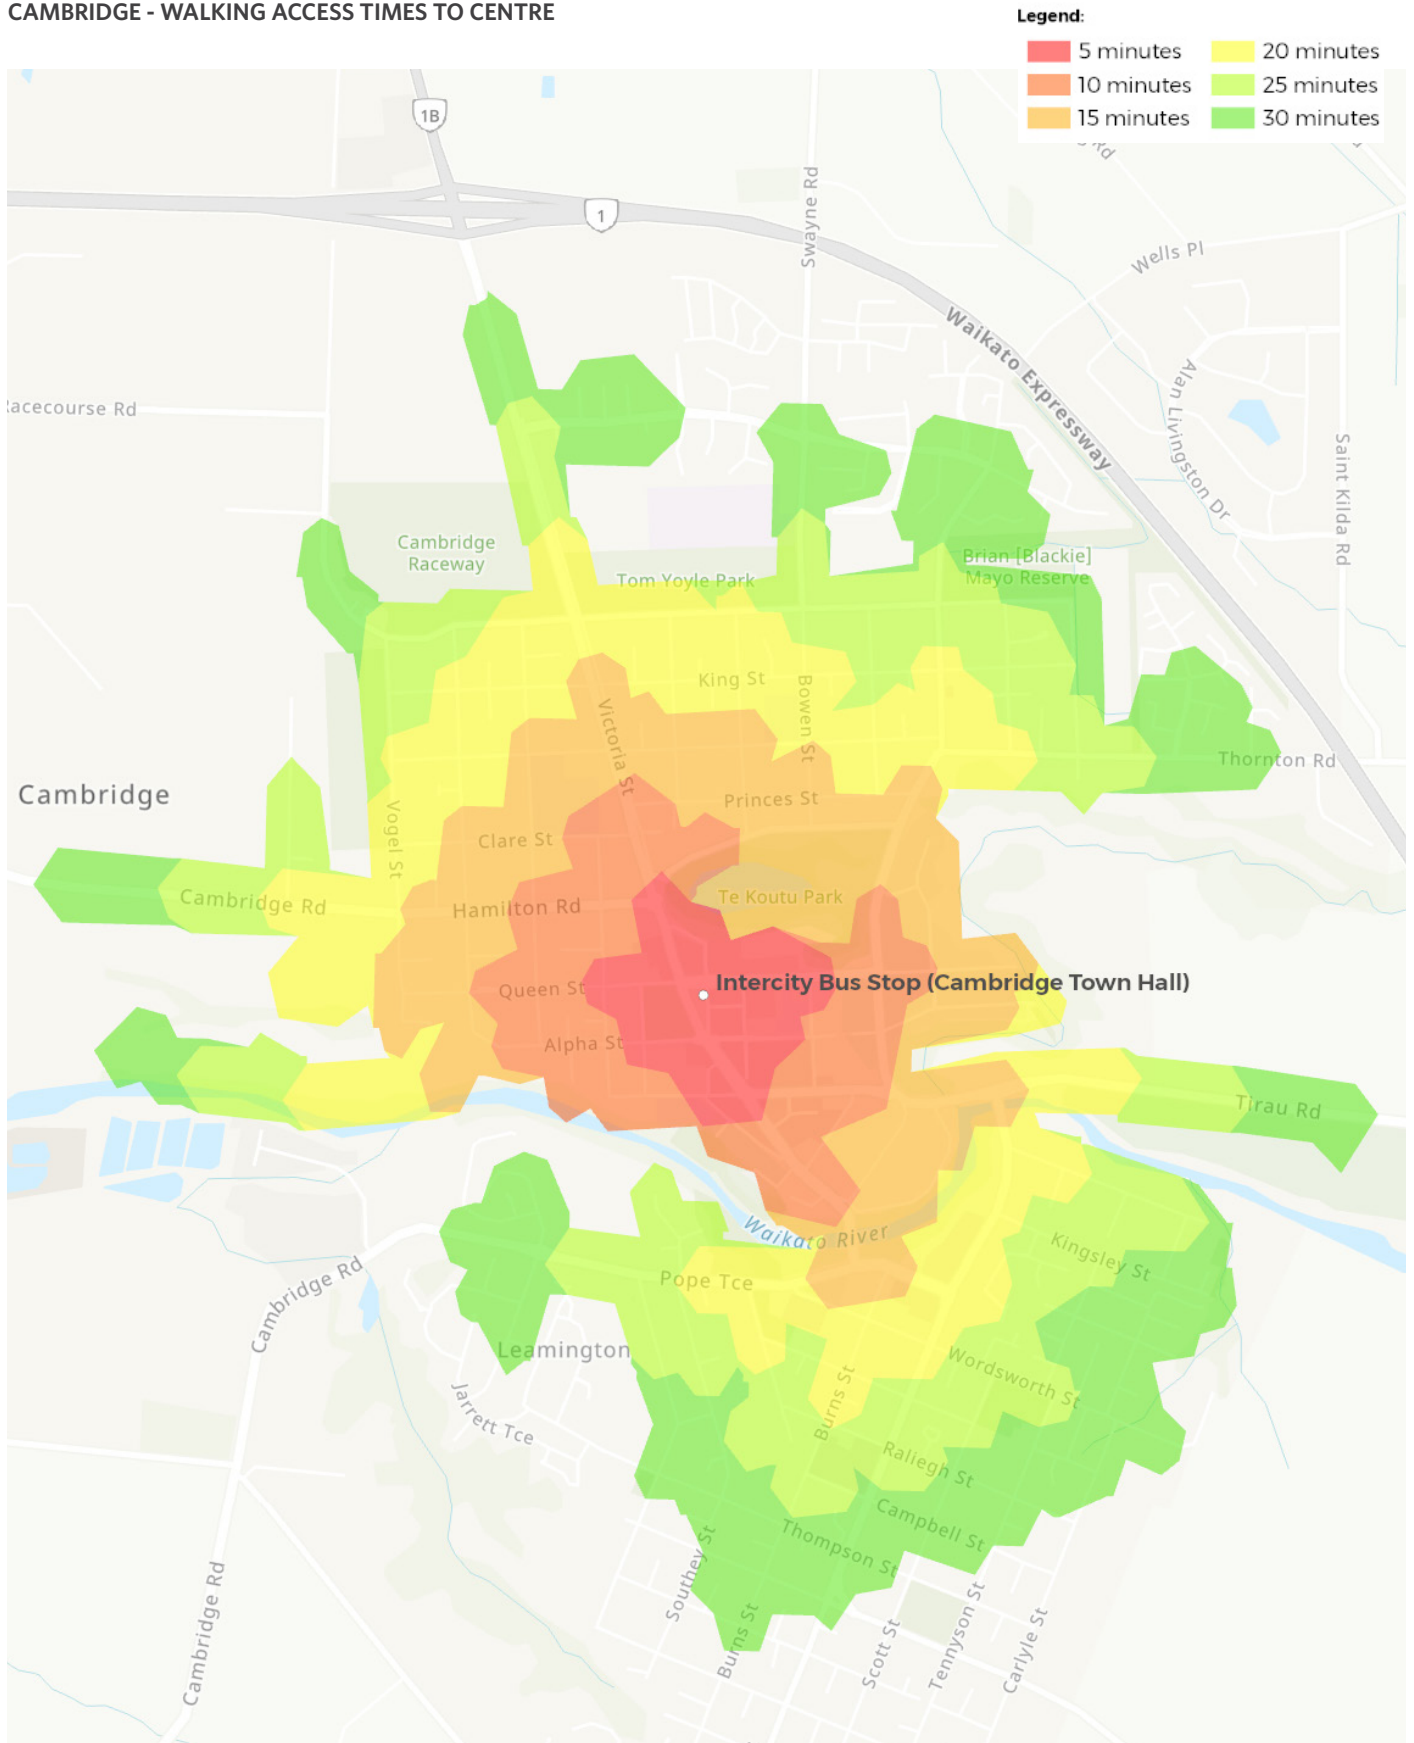 CAMBRIDGE - WALKING ACCESS TIMES TO CENTRE
Legend:
5 minutes
20 minutes
10 minutes
25 minutes
15 minutes
30 minutes
1B
Rd
1
Swayne Rd
Wells Pl
Waikato Expressway
Alan Livingston Dr
Saint Kilda Rd
Racecourse Rd
Cambridge
Raceway
Tom Yoyle Park
Brian [Blackie]
Mayo Reserve
King St
Bowen St
Victoria St
Thornton Rd
Cambridge
Princes St
Vogel St
Clare St
Cambridge Rd
Hamilton Rd
Te Koutu Park
Queen St
Intercity Bus Stop (Cambridge Town Hall)
Alpha St
Tirau Rd
Waikato River
Kingsley St
Pope Tce
Cambridge Rd
Leamington
Wordsworth St
Jarrett Tce
Burns St
Raliegh St
Campbell St
Thompson St
Southey St
Burns St
Scott St
Tennyson St
Carlyle St
Cambridge Rd